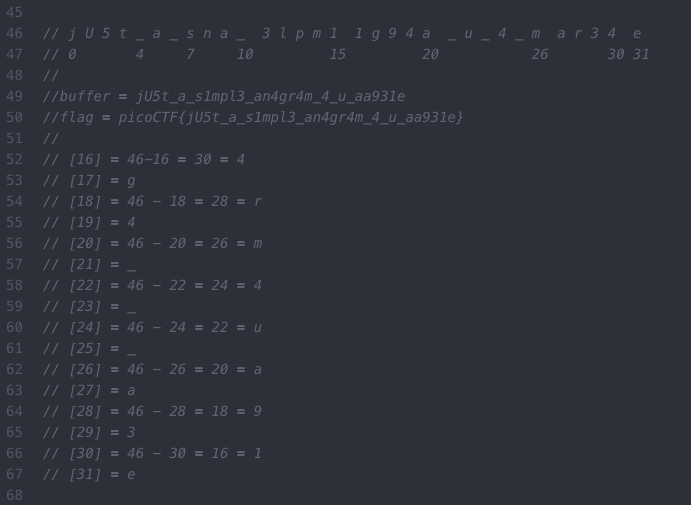 45
46 // j U 5 t _ a _ s n a _ 3 l p m 1 1 g 9 4 a _ u _ 4 _ m a r 3 4 e
47 // 0 4 7 10 15 20 26 30 31
48 //
49 //buffer = jU5t_a_s1mpl3_an4gr4m_4_u_aa931e
50 //flag = picoCTF{jU5t_a_s1mpl3_an4gr4m_4_u_aa931e}
51 //
52 // [16] = 46-16 = 30 = 4
53 // [17] = g
54 // [18] = 46 - 18 = 28 = r
55 // [19] = 4
56 // [20] = 46 - 20 = 26 = m
57 // [21] = _
58 // [22] = 46 - 22 = 24 = 4
59 // [23] = _
60 // [24] = 46 - 24 = 22 = u
61 // [25] = _
62 // [26] = 46 - 26 = 20 = a
63 // [27] = a
64 // [28] = 46 - 28 = 18 = 9
65 // [29] = 3
66 // [30] = 46 - 30 = 16 = 1
67 // [31] = e
68